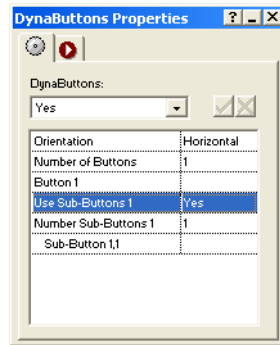 DynaButtons Properties
DynaButtons:
Yes
Orientation Horizontal
Number of Buttons 1
Button 1
Use Sub-Buttons 1 Yes
Number Sub-Buttons 1 1
Sub-Button 1,1